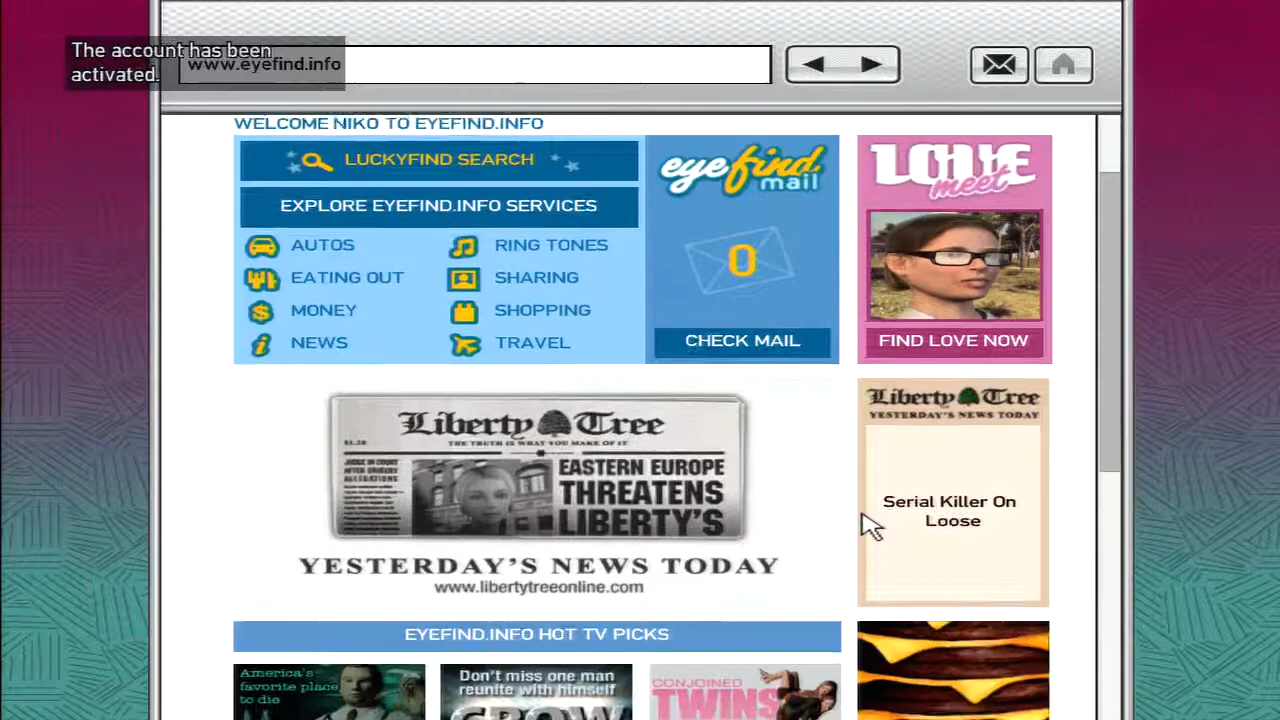 The account has been
activated.
www.eyefind.info
WELCOME NIKO TO EYEFIND.INFO
LUCKYFIND SEARCH
EXPLORE EYEFIND.INFO SERVICES
AUTOS
RING TONES
EATING OUT
SHARING
MONEY
SHOPPING
NEWS
TRAVEL
eyefind
mail
0
CHECK MAIL
LOVE
meet
FIND LOVE NOW
Liberty Tree
THE TRUTH IS WHAT YOU MAKE OF IT
EASTERN EUROPE
THREATENS
LIBERTY'S
YESTERDAY'S NEWS TODAY
www.libertytreeonline.com
Liberty Tree
YESTERDAY'S NEWS TODAY
Serial Killer On
Loose
EYEFIND.INFO HOT TV PICKS
America's
favorite place
to die
Don't miss one man
reunite with himself
CONJOINED
TWINS